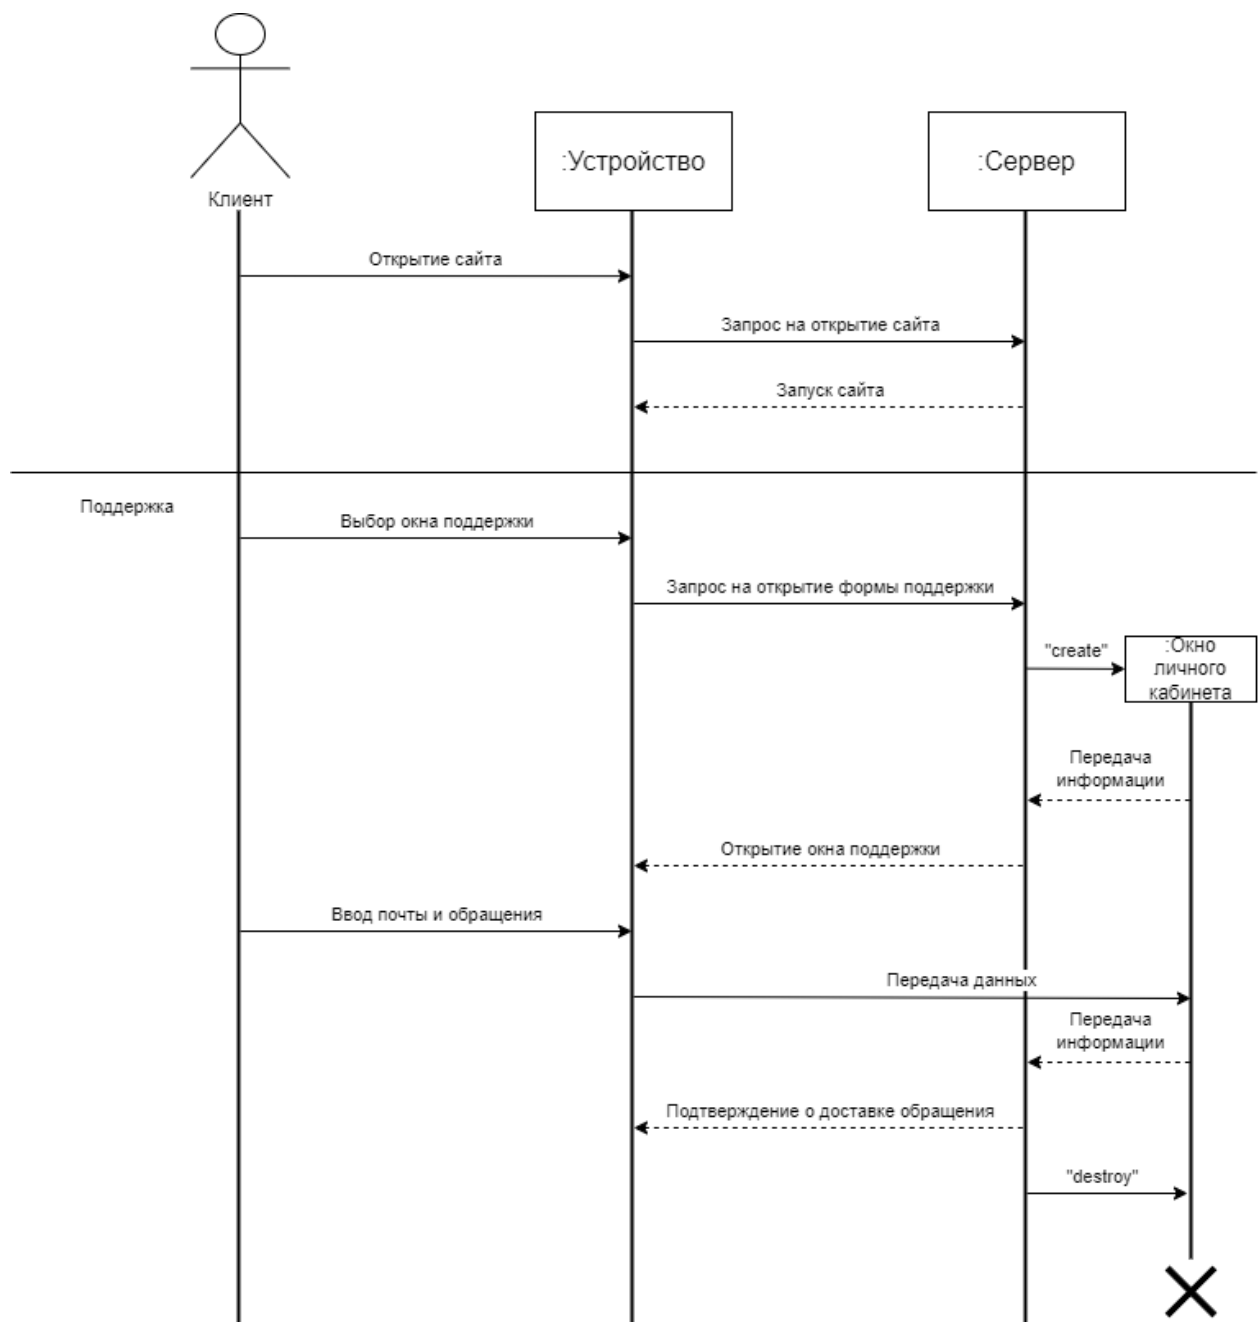 Клиент
:Устройство
:Сервер
Открытие сайта
Запрос на открытие сайта
Запуск сайта
Поддержка
Выбор окна поддержки
Запрос на открытие формы поддержки
"create"
:Окно
личного
кабинета
Передача
информации
Открытие окна поддержки
Ввод почты и обращения
Передача данных
Передача
информации
Подтверждение о доставке обращения
"destroy"